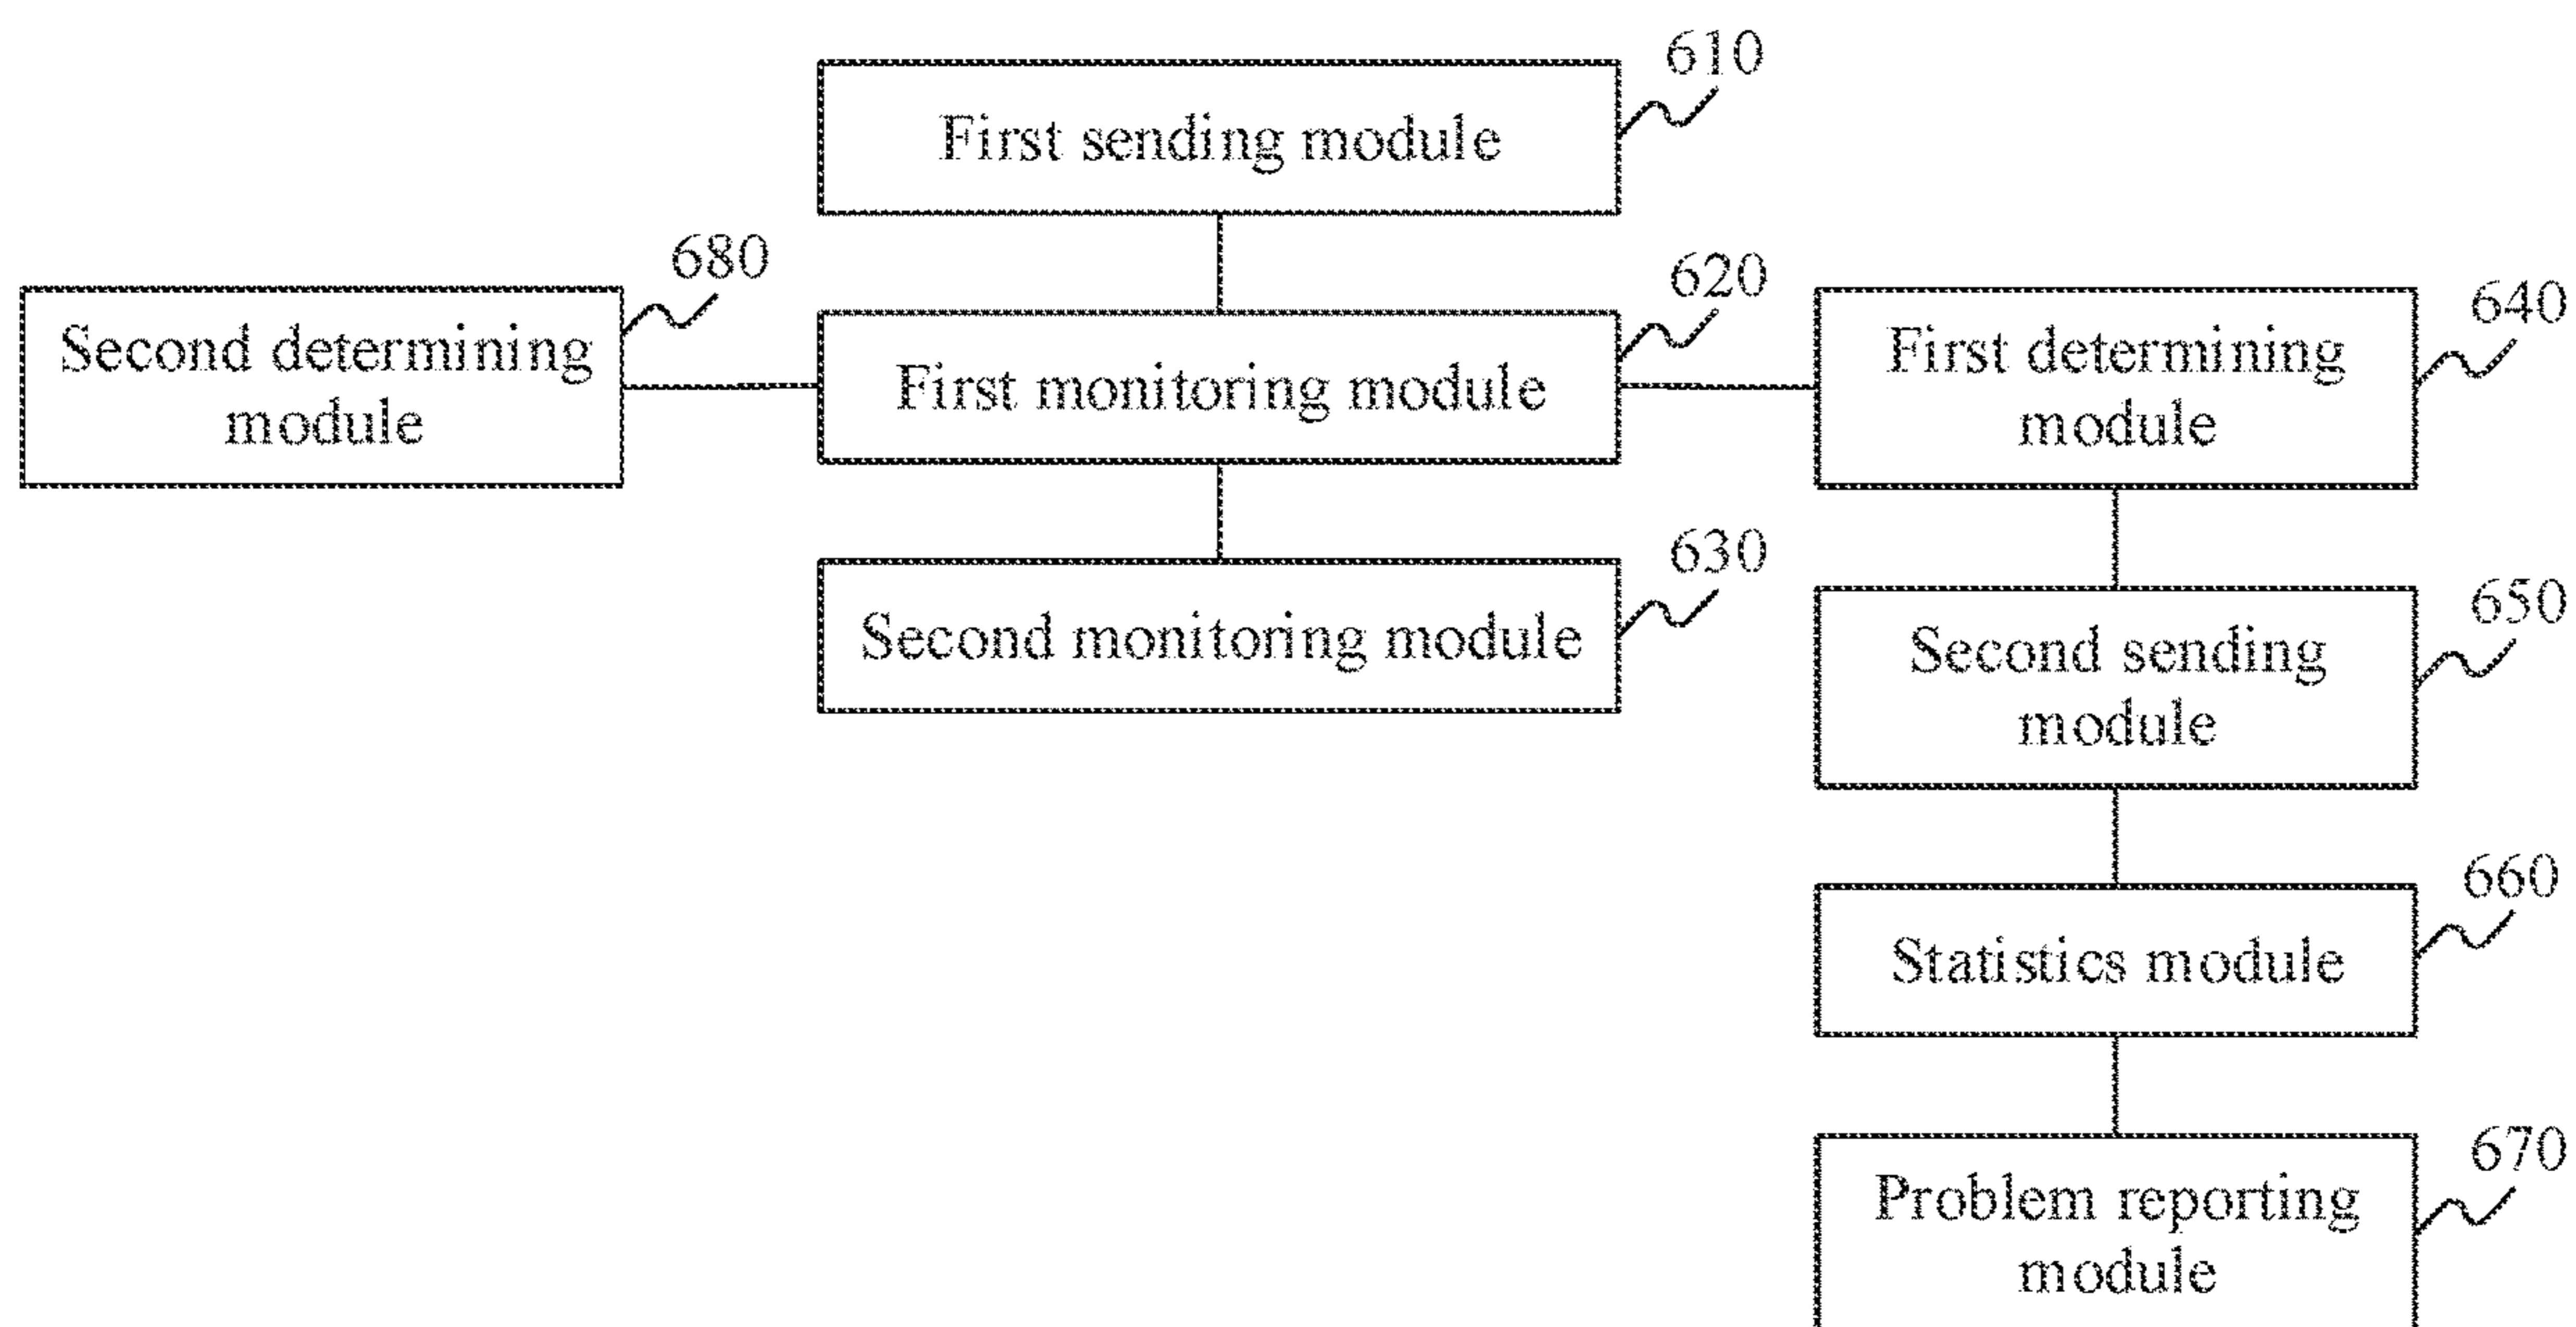 610
First sending module
680
Second determining
module
620
First monitoring module
640
First determining
module
630
Second monitoring module
650
Second sending
module
660
Statistics module
670
Problem reporting
module